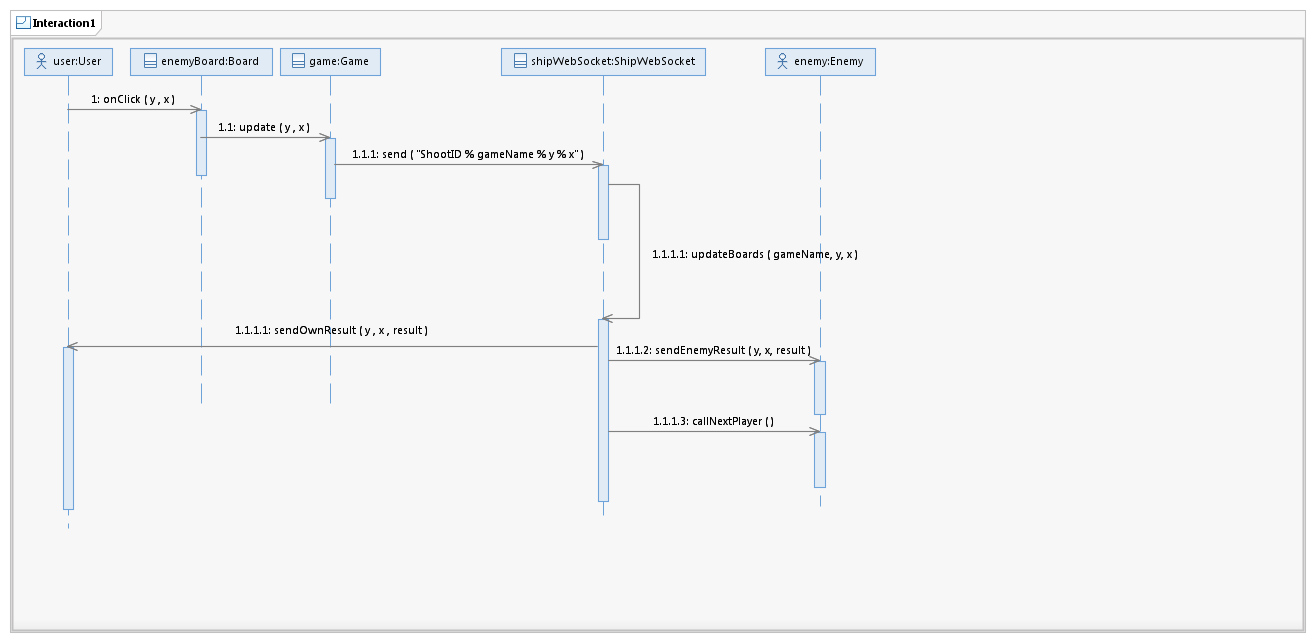 Interaction1
user:User
enemyBoard:Board
game:Game
shipWebSocket:ShipWebSocket
enemy:Enemy
1: onClick ( y , x )
1.1: update ( y , x )
1.1.1: send ( "ShootID % gameName % y % x" )
1.1.1.1: updateBoards ( gameName, y, x )
1.1.1.1: sendOwnResult ( y , x , result )
1.1.1.2: sendEnemyResult ( y, x, result )
1.1.1.3: callNextPlayer ( )